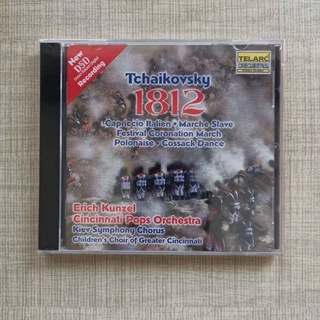 New
DSD
Recording
TELARC
DIGITAL
Tchaikovsky
1812
Capriccio Italien • Marche Slave
Festival Coronation March
Polonaise • Cossack Dance
Erich Kunzel
Cincinnati Pops Orchestra
Kiev Symphony Chorus
Children's Choir of Greater Cincinnati